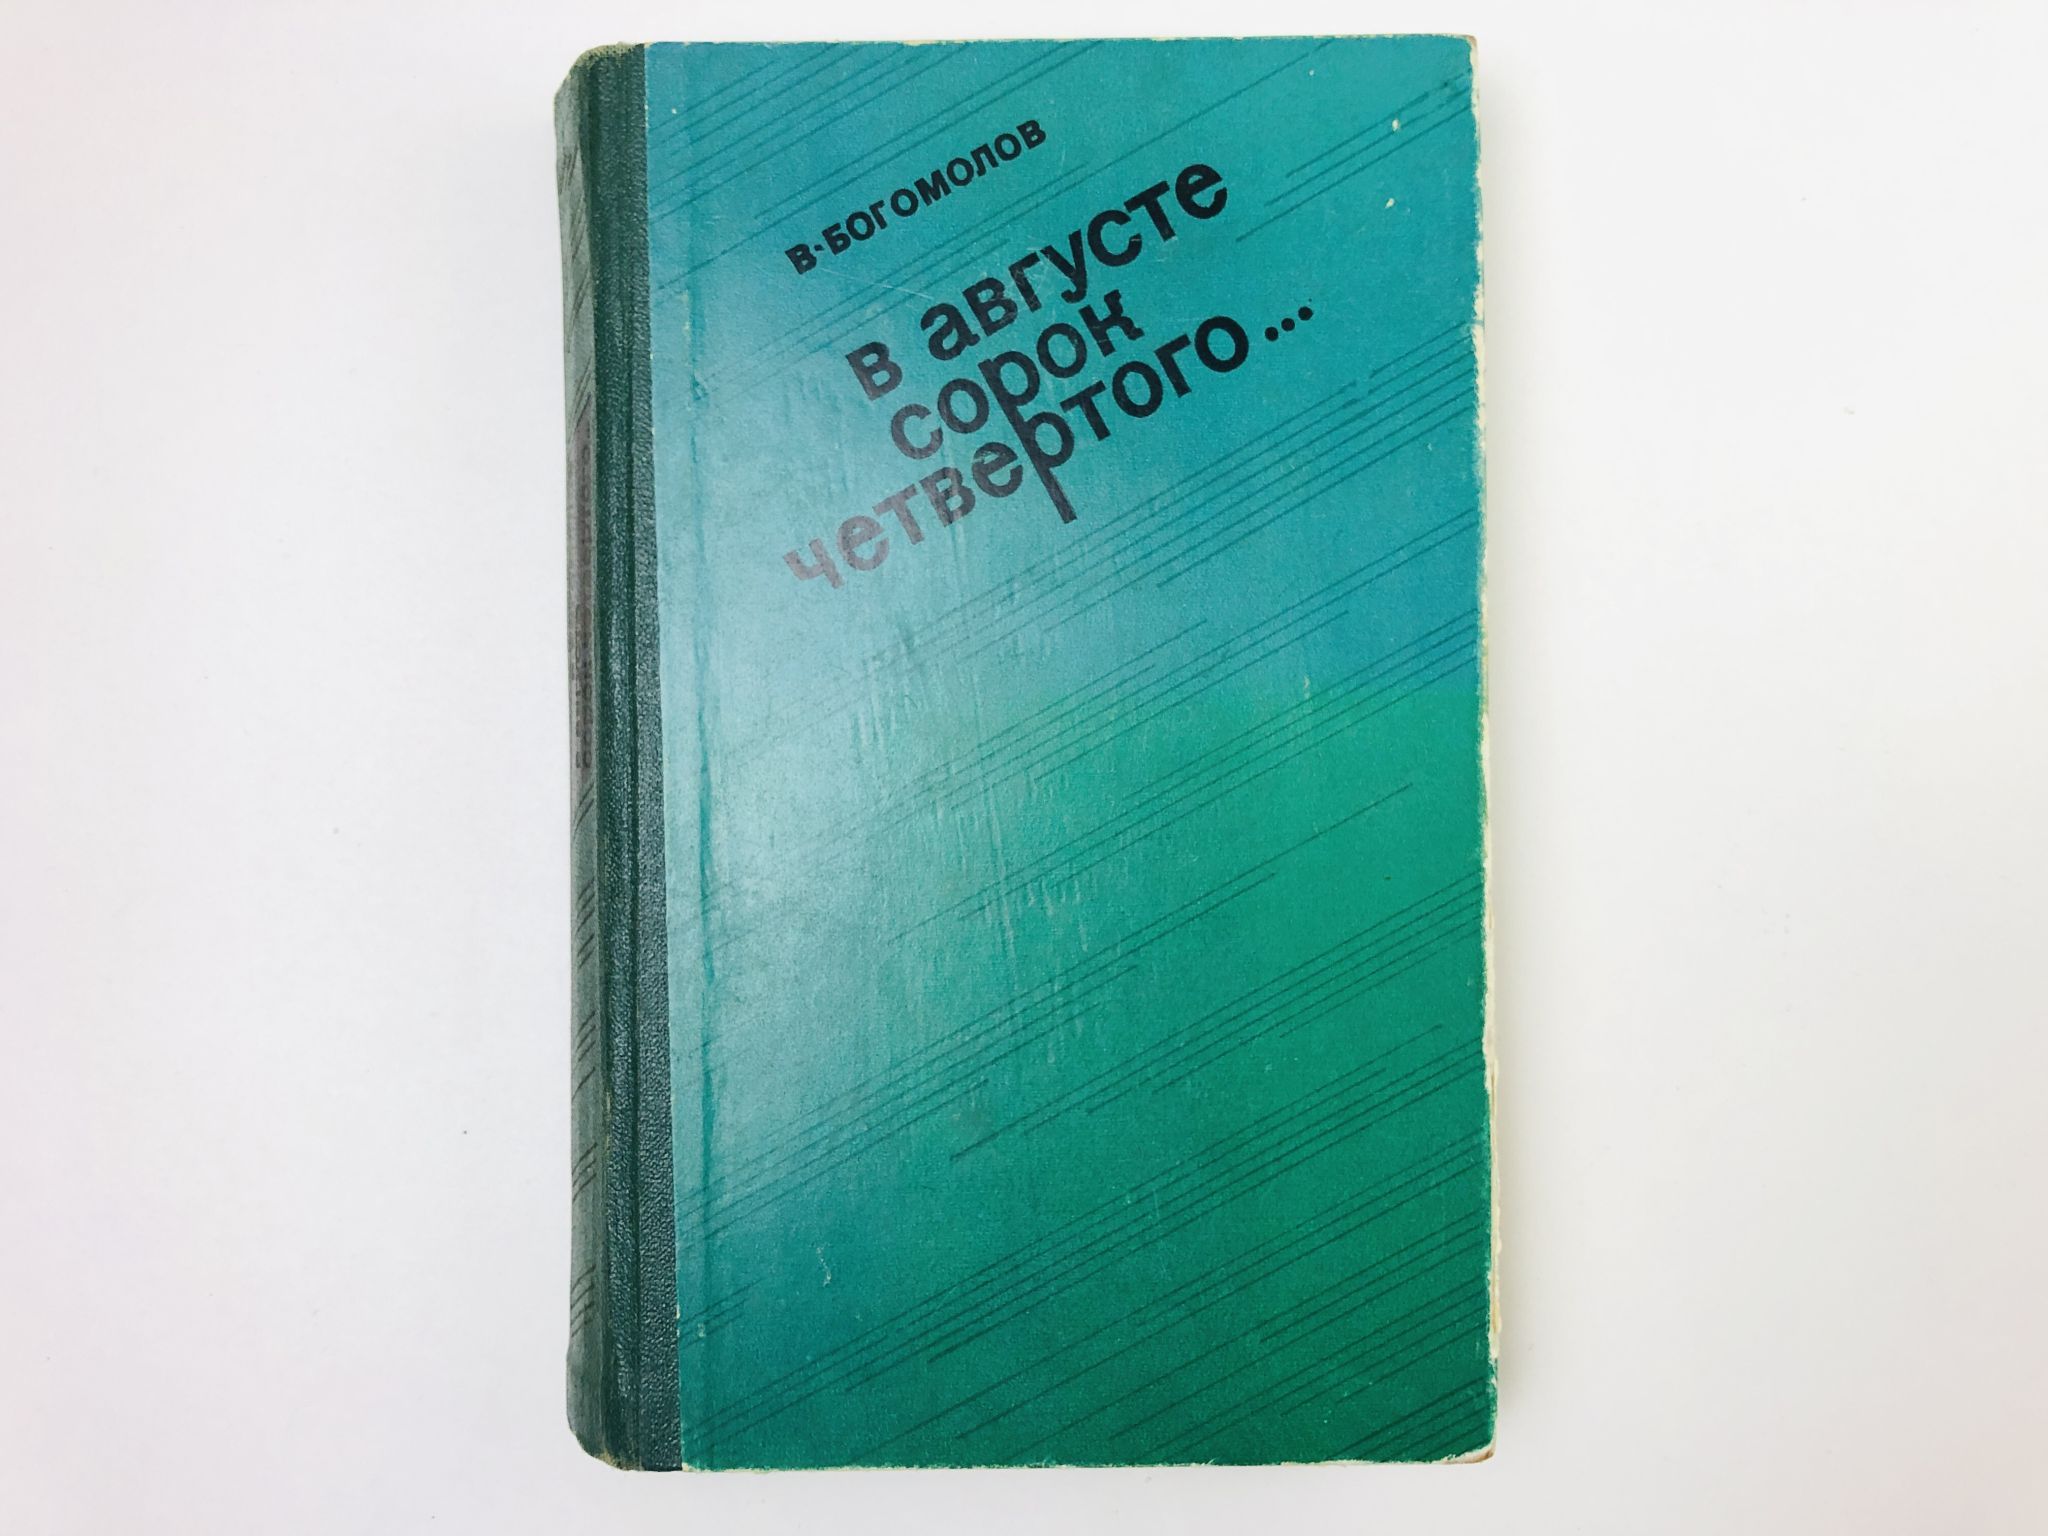 В·БОГОМОЛОВ
в августе
сорок
четвертого...